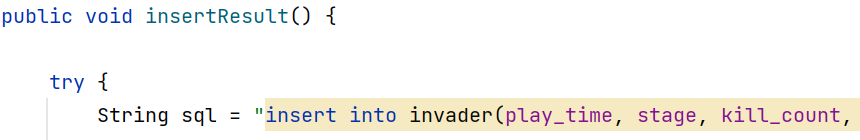 public void insertResult() {
try {
String sql = "insert into invader(play_time, stage, kill_count,